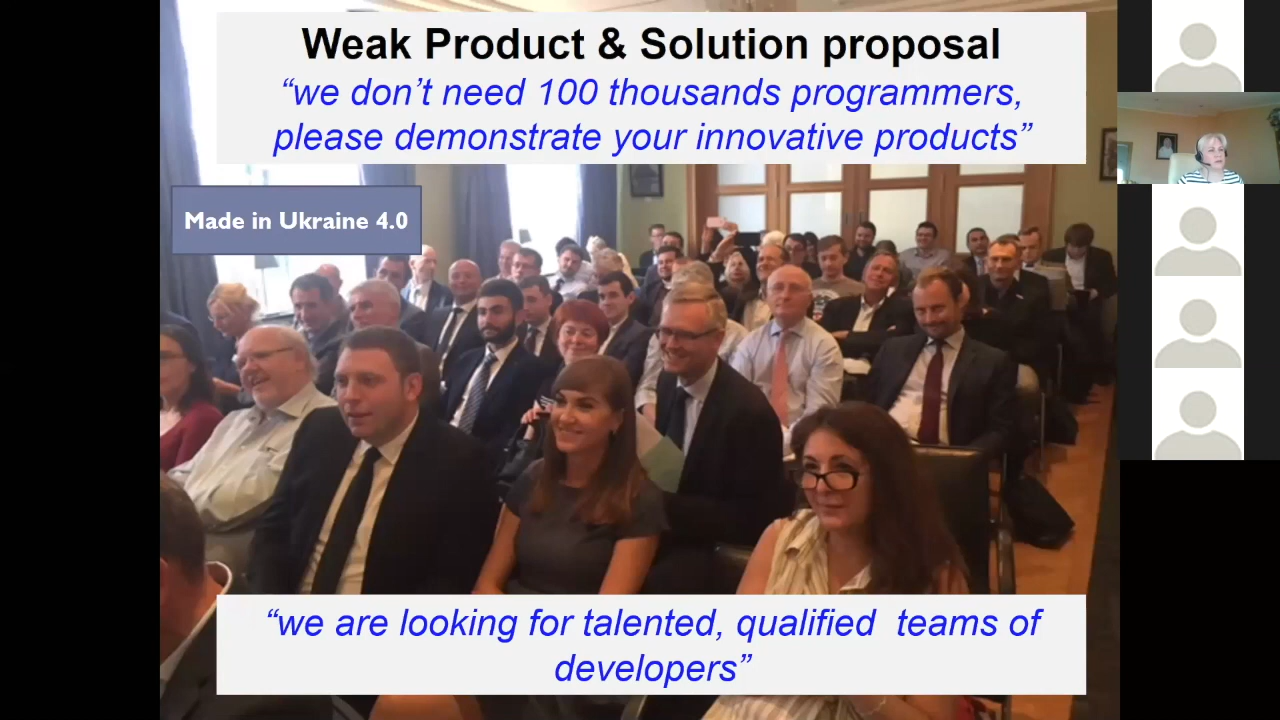 Weak Product & Solution proposal
“we don’t need 100 thousands programmers,
please demonstrate your innovative products”
Made in Ukraine 4.0
“we are looking for talented, qualified teams of
developers”